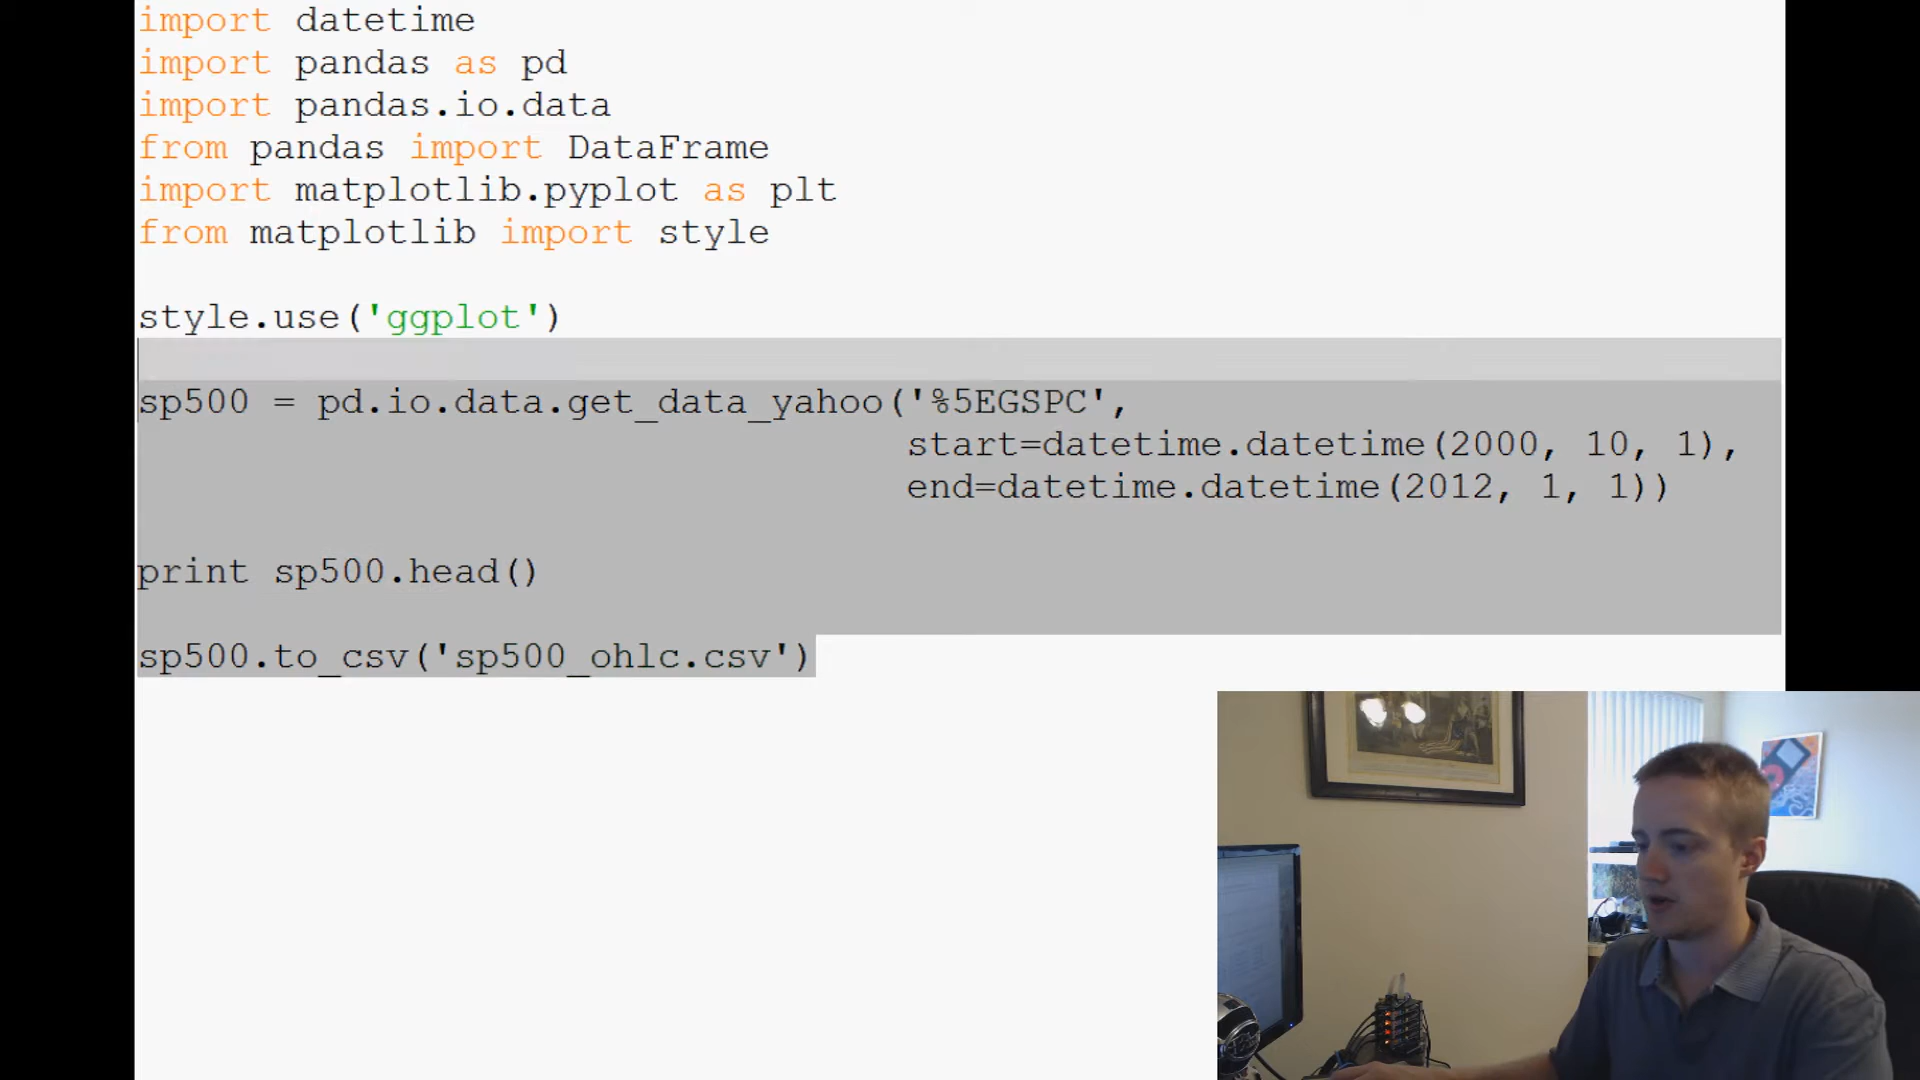 import datetime
import pandas as pd
import pandas.io.data
from pandas import DataFrame
import matplotlib.pyplot as plt
from matplotlib import style
style.use('ggplot')
sp500 = pd.io.data.get_data_yahoo('%5EGSPC',
start=datetime.datetime(2000, 10, 1),
end=datetime.datetime(2012, 1, 1))
print sp500.head()
sp500.to_csv('sp500_ohlc.csv')